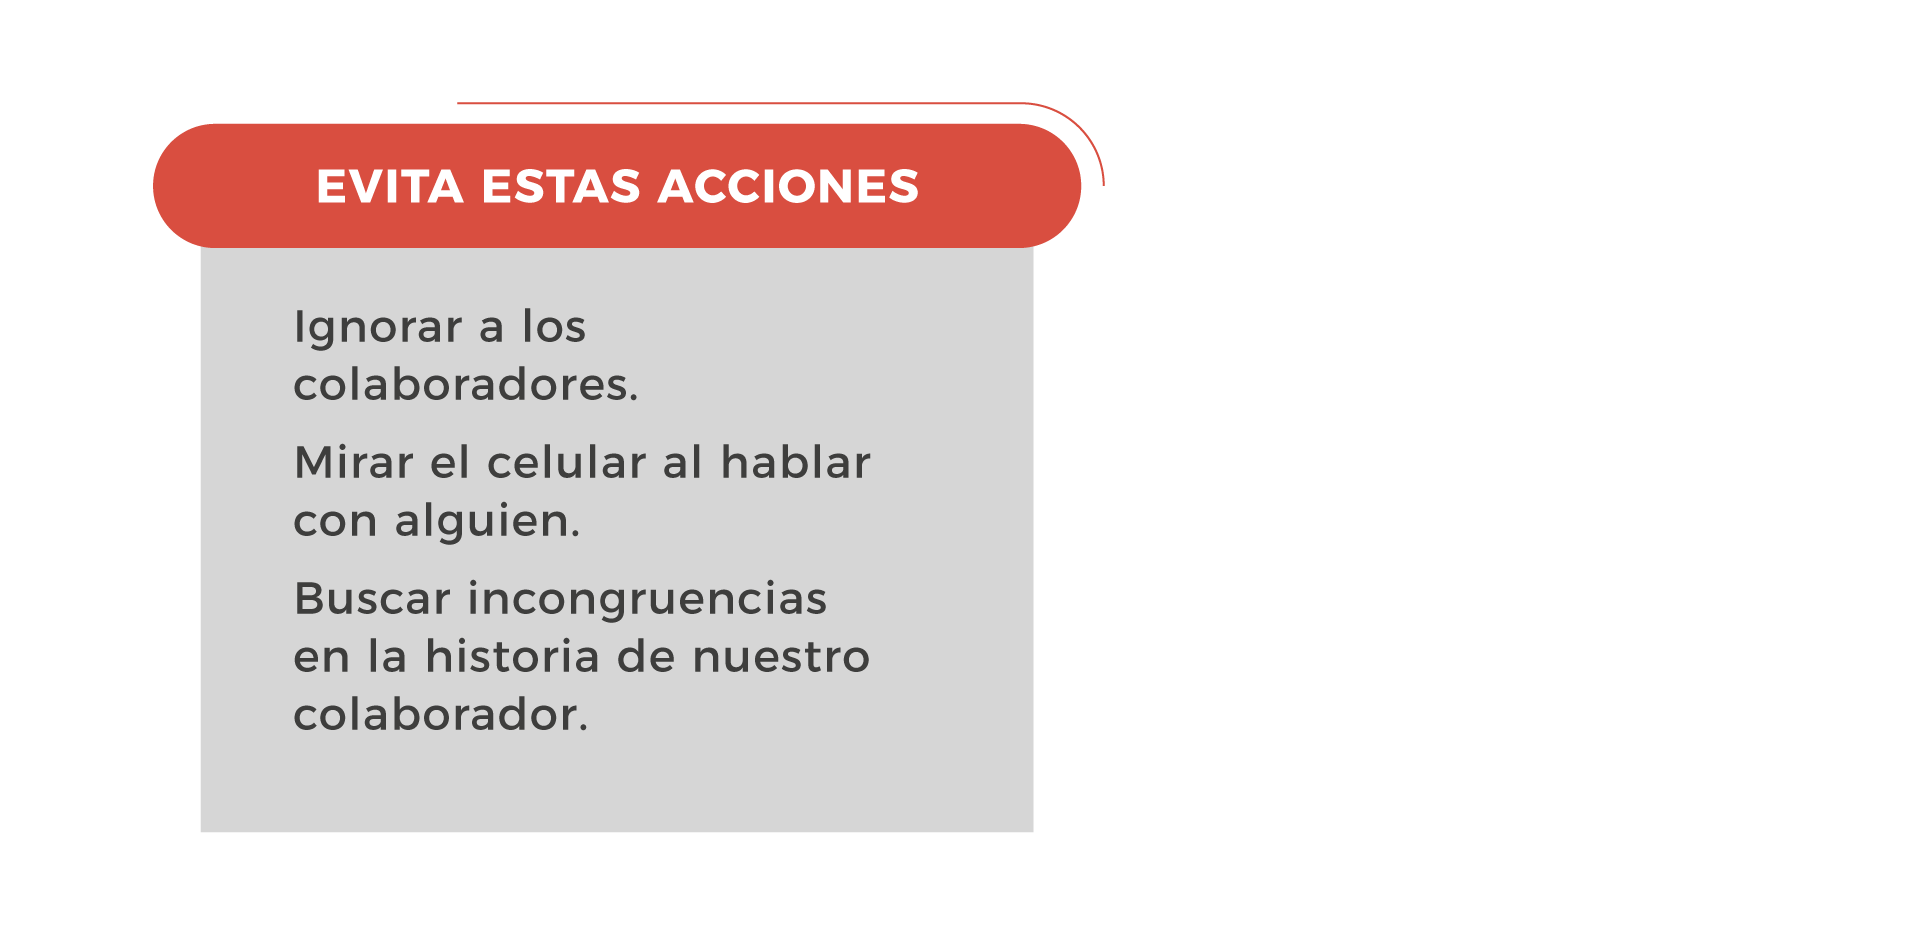 EVITA ESTAS ACCIONES
Ignorar a los
colaboradores.
Mirar el celular al hablar
con alguien.
Buscar incongruencias
en la historia de nuestro
colaborador.